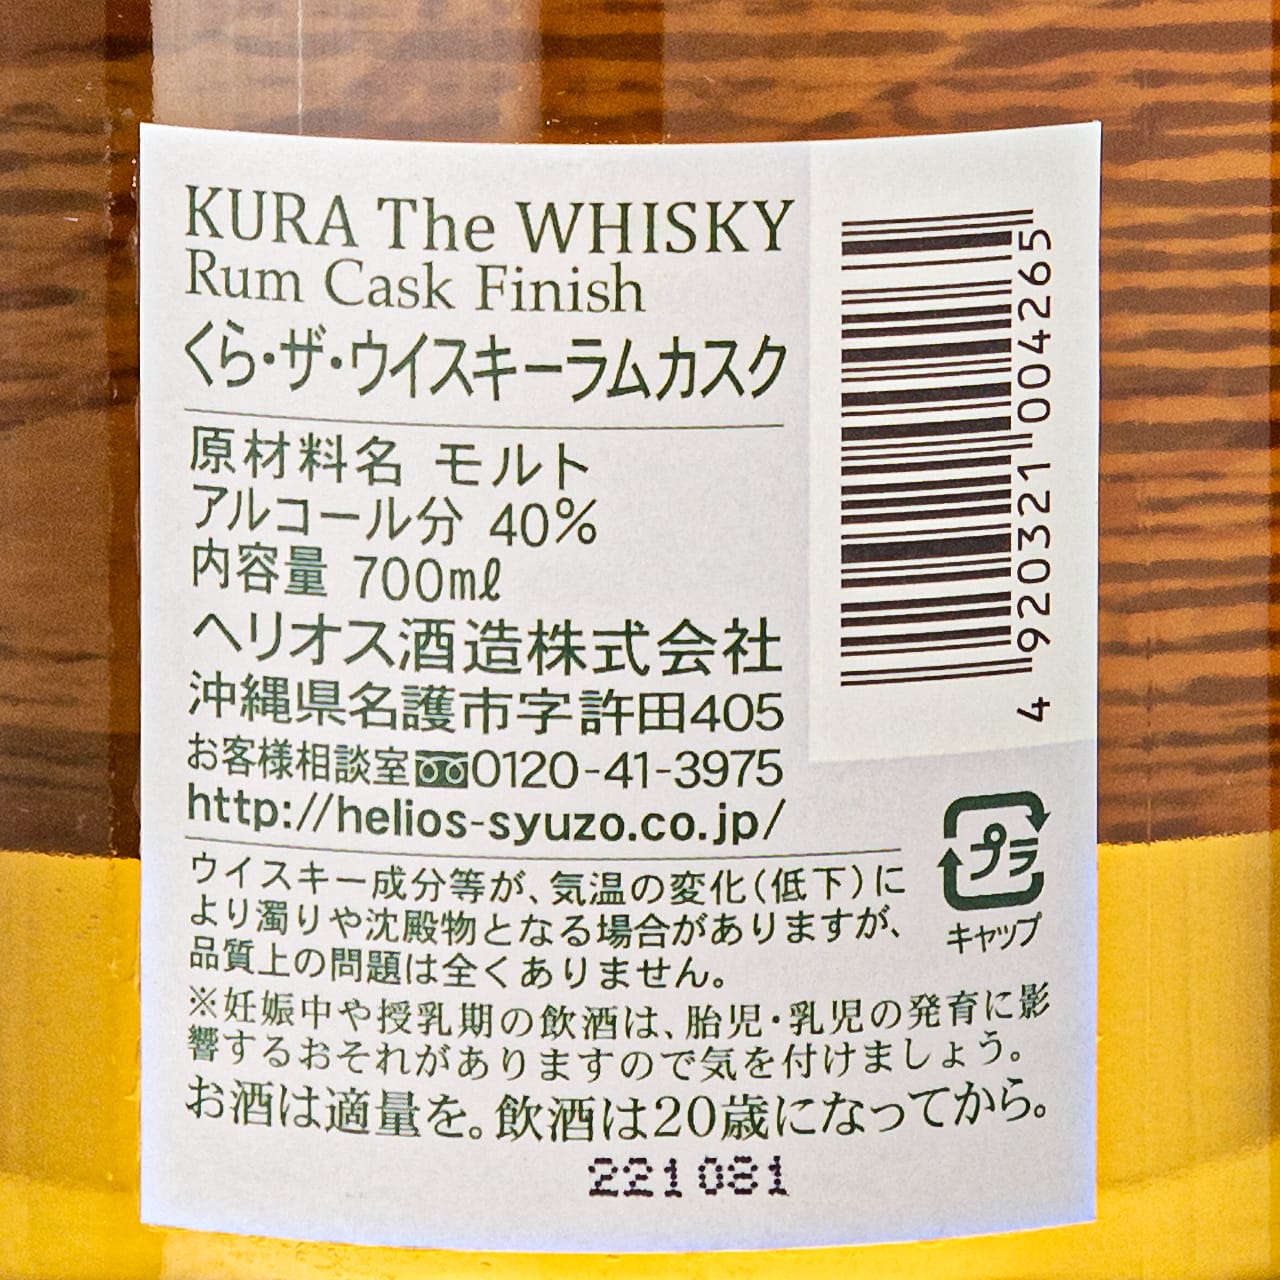 KURA The WHISKY
Rum Cask Finish
くら・ザ・ウイスキーラムカスク
原材料名 モルト
アルコール分 40%
内容量 700mℓ
ヘリオス酒造株式会社
沖縄県名護市字許田405
お客様相談室 0120-41-3975
http://helios-syuzo.co.jp/
ウイスキー成分等が、気温の変化(低下)に
より濁りや沈殿物となる場合がありますが、
品質上の問題は全くありません。
※妊娠中や授乳期の飲酒は、胎児・乳児の発育に影
響するおそれがありますので気を付けましょう。
お酒は適量を。飲酒は20歳になってから。
221081
4 920321 004265
プラ
キャップ